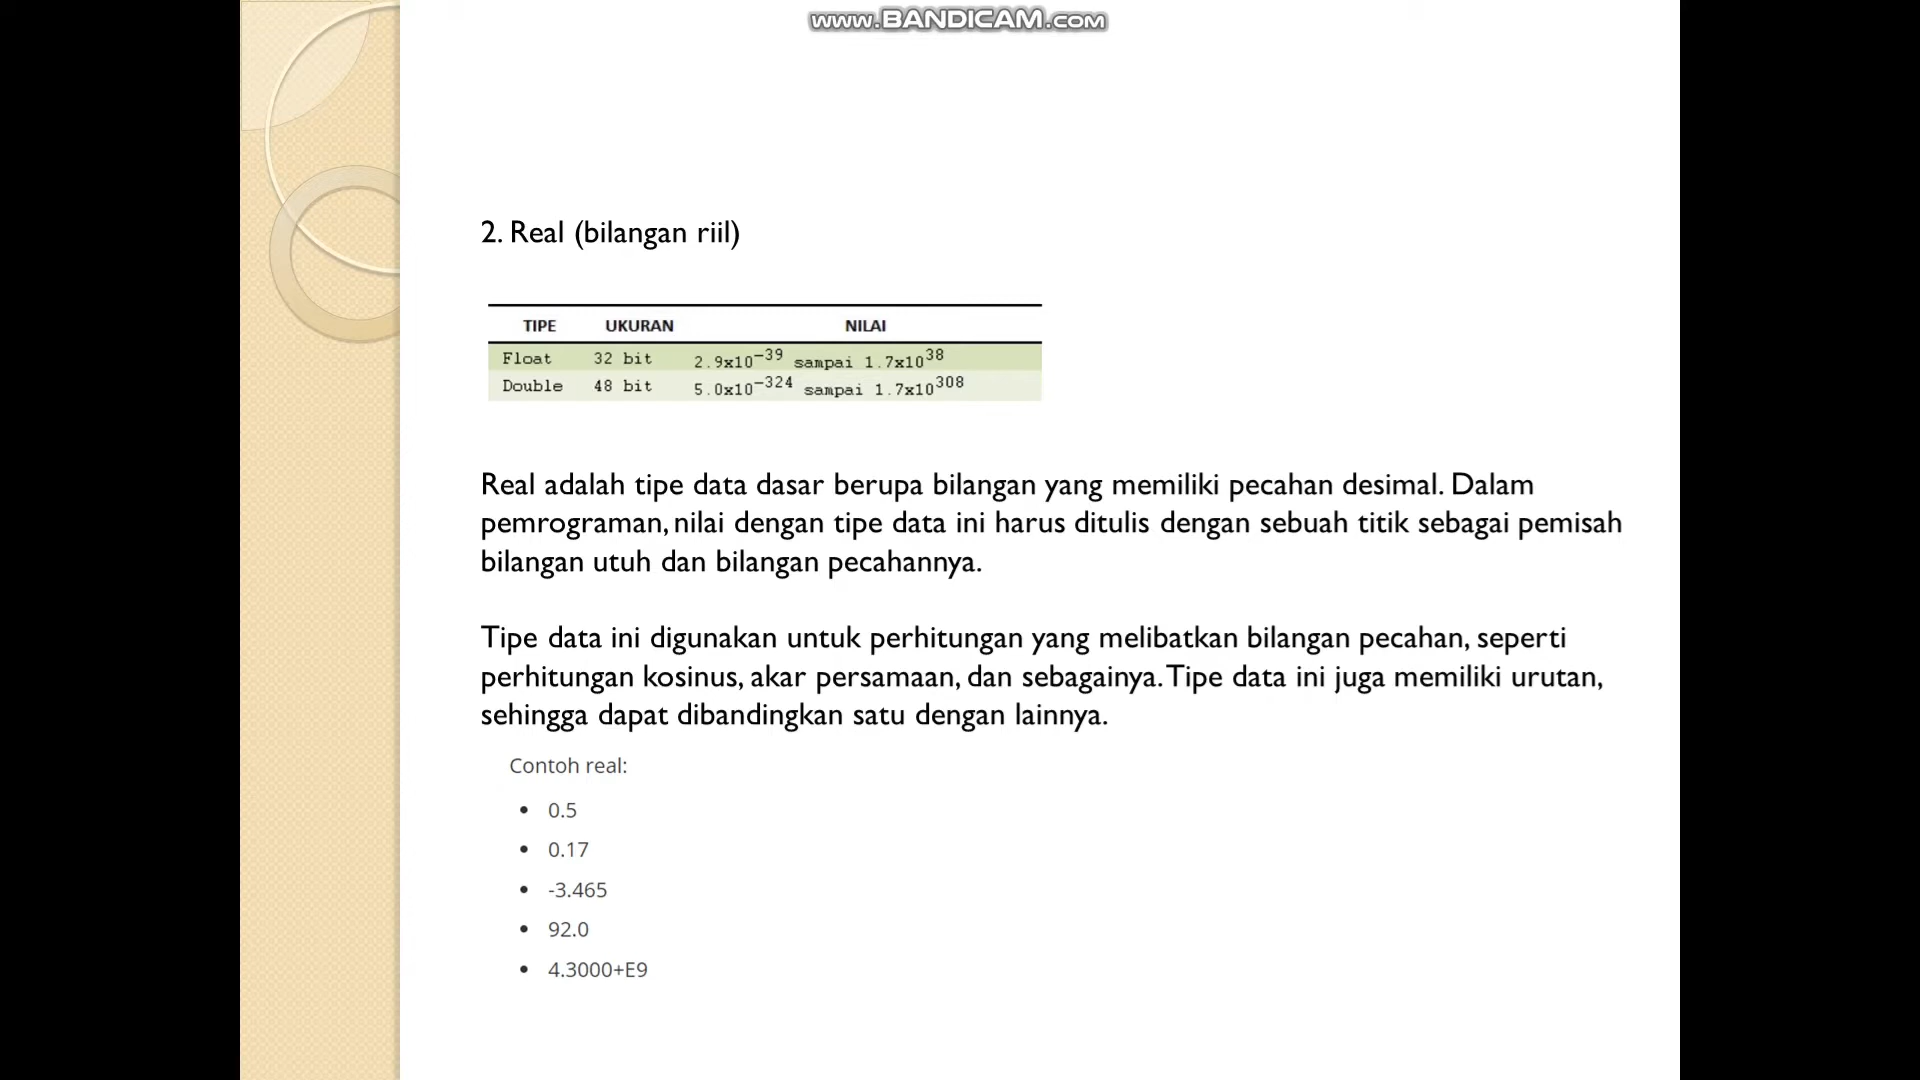 www.BANDICAM.com
2. Real (bilangan riil)
TIPE UKURAN NILAI
Float 32 bit 2.9x10⁻³⁹ sampai 1.7x10³⁸
Double 48 bit 5.0x10⁻³²⁴ sampai 1.7x10³⁰⁸
Real adalah tipe data dasar berupa bilangan yang memiliki pecahan desimal. Dalam
pemrograman, nilai dengan tipe data ini harus ditulis dengan sebuah titik sebagai pemisah
bilangan utuh dan bilangan pecahannya.
Tipe data ini digunakan untuk perhitungan yang melibatkan bilangan pecahan, seperti
perhitungan kosinus, akar persamaan, dan sebagainya. Tipe data ini juga memiliki urutan,
sehingga dapat dibandingkan satu dengan lainnya.
Contoh real:
• 0.5
• 0.17
• -3.465
• 92.0
• 4.3000+E9